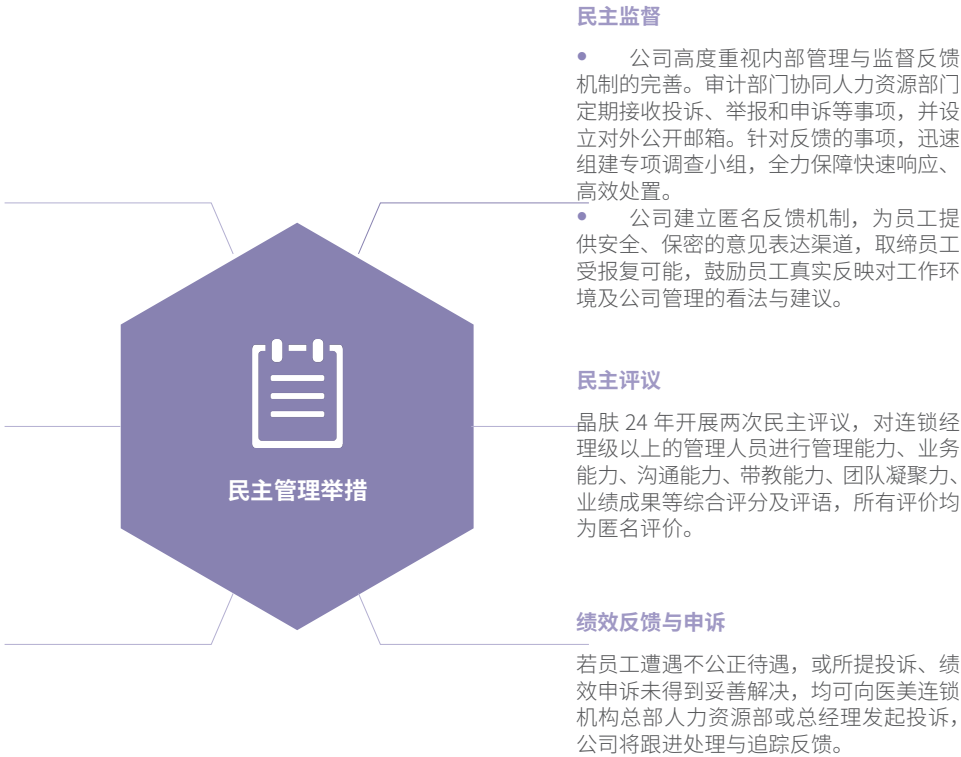 民主监督
• 公司高度重视内部管理与监督反馈
机制的完善。审计部门协同人力资源部门
定期接收投诉、举报和申诉等事项，并设
立对外公开邮箱。针对反馈的事项，迅速
组建专项调查小组，全力保障快速响应、
高效处置。
• 公司建立匿名反馈机制，为员工提
供安全、保密的意见表达渠道，取缔员工
受报复可能，鼓励员工真实反映对工作环
境及公司管理的看法与建议。
民主管理举措
民主评议
晶肤 24 年开展两次民主评议，对连锁经
理级以上的管理人员进行管理能力、业务
能力、沟通能力、带教能力、团队凝聚力、
业绩成果等综合评分及评语，所有评价均
为匿名评价。
绩效反馈与申诉
若员工遭遇不公正待遇，或所提投诉、绩
效申诉未得到妥善解决，均可向医美连锁
机构总部人力资源部或总经理发起投诉，
公司将跟进处理与追踪反馈。